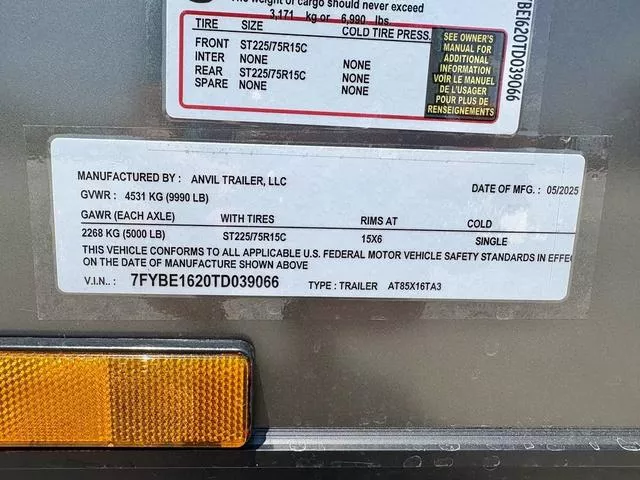 The weight of cargo should never exceed
3,171 kg or 6,990 lbs.
TIRE SIZE COLD TIRE PRESS.
FRONT ST225/75R15C
INTER NONE NONE
REAR ST225/75R15C
SPARE NONE NONE
SEE OWNER'S
MANUAL FOR
ADDITIONAL
INFORMATION
VOIR LE MANUEL
DE L'USAGER
POUR PLUS DE
RENSEIGNEMENTS
BE1620TD039066
MANUFACTURED BY : ANVIL TRAILER, LLC
GVWR : 4531 KG (9990 LB) DATE OF MFG. : 05/2025
GAWR (EACH AXLE) WITH TIRES RIMS AT COLD
2268 KG (5000 LB) ST225/75R15C 15X6 SINGLE
THIS VEHICLE CONFORMS TO ALL APPLICABLE U.S. FEDERAL MOTOR VEHICLE SAFETY STANDARDS IN EFFE
ON THE DATE OF MANUFACTURE SHOWN ABOVE
V.I.N.. : 7FYBE1620TD039066 TYPE : TRAILER AT85X16TA3